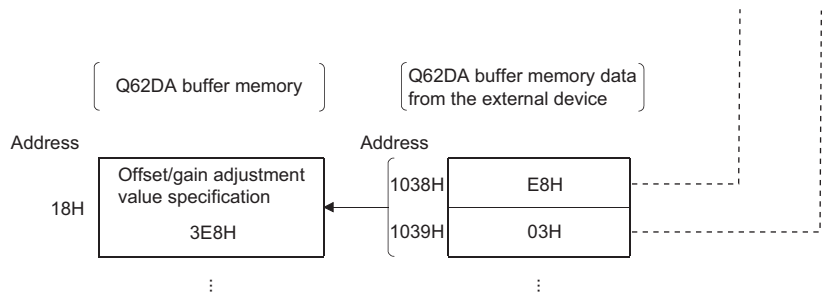 Q62DA buffer memory
Q62DA buffer memory data
from the external device
Address
Address
18H
Offset/gain adjustment
value specification
3E8H
1038H
E8H
1039H
03H
⋮
⋮